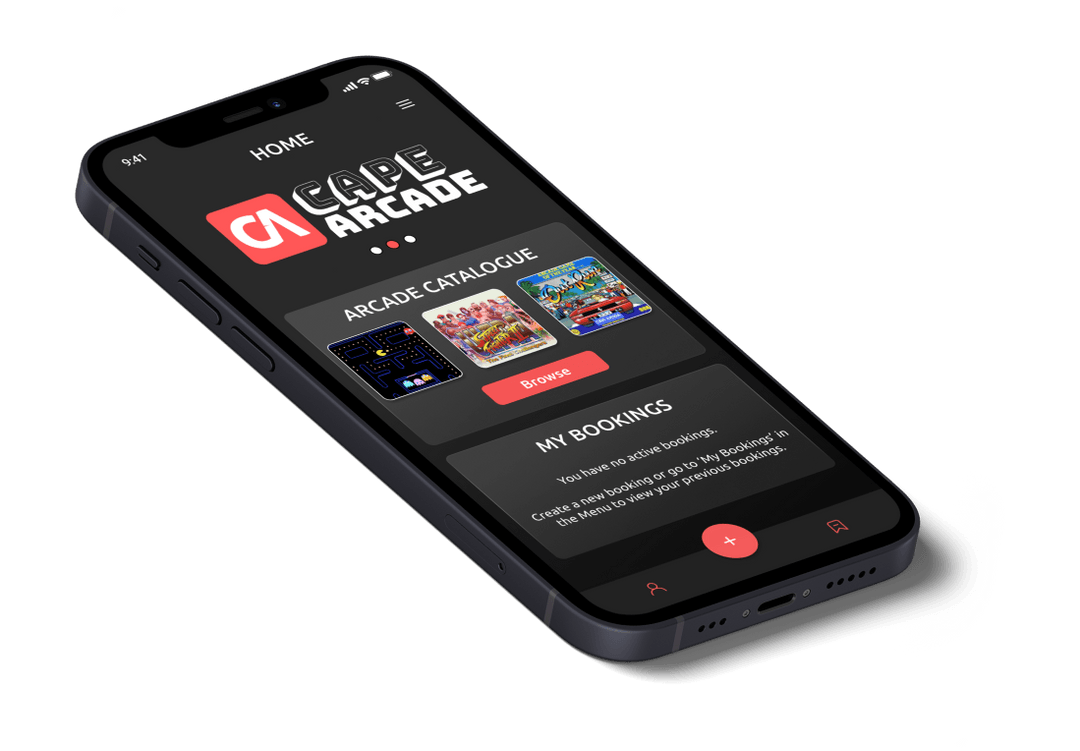 9:41
HOME
CA
CAPE
ARCADE
ARCADE CATALOGUE
Browse
MY BOOKINGS
You have no active bookings.
Create a new booking or go to 'My Bookings' in
the Menu to view your previous bookings.